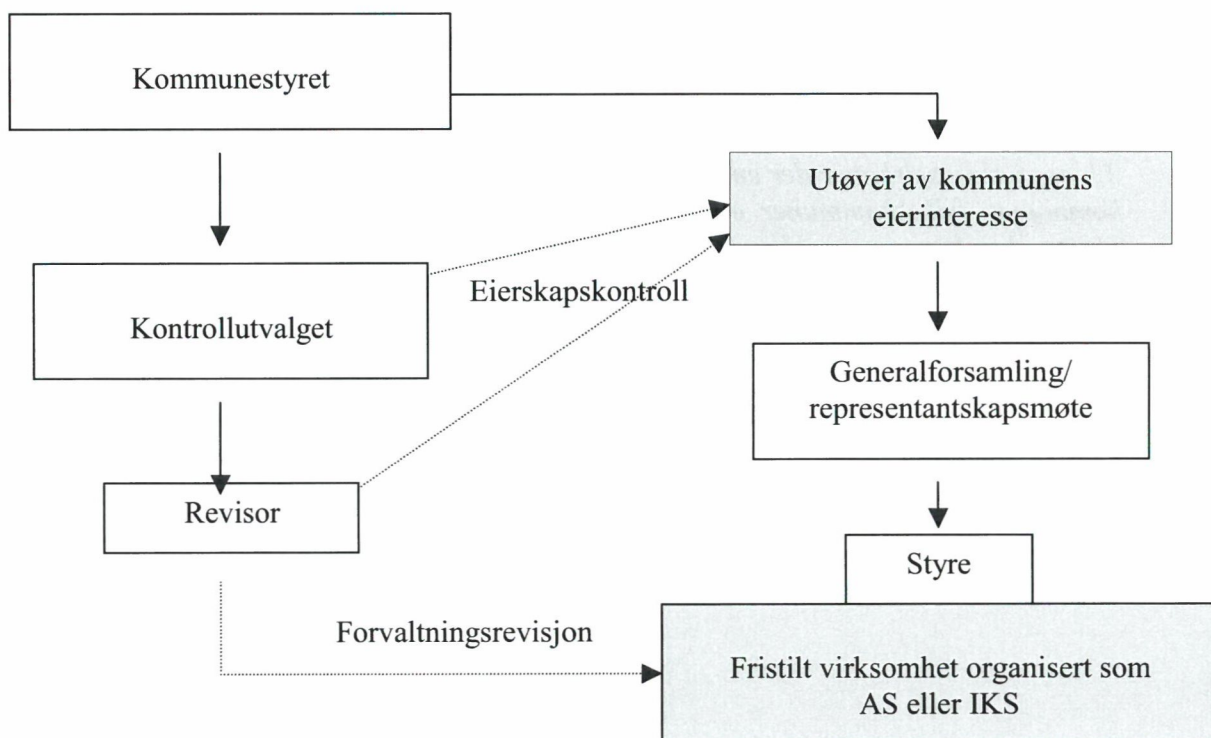 Kommunestyret
Utøver av kommunens
eierinteresse
Eierskapskontroll
Kontrollutvalget
Generalforsamling/
representantskapsmøte
Revisor
Styre
Forvaltningsrevisjon
Fristilt virksomhet organisert som
AS eller IKS